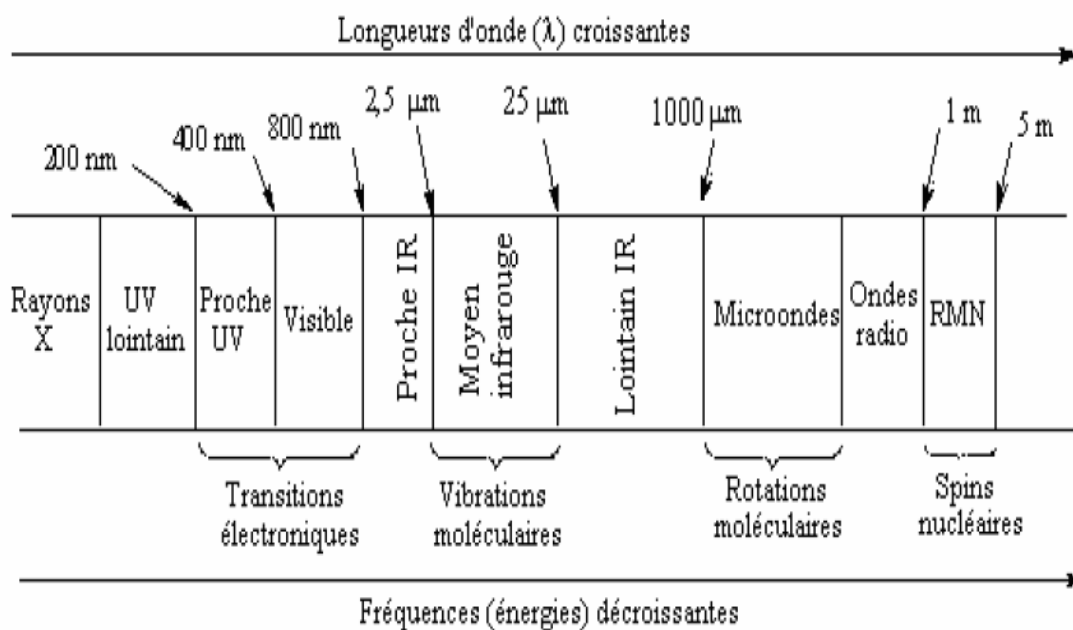 Longueurs d'onde (λ) croissantes
200 nm
400 nm
800 nm
2,5 µm
25 µm
1000 µm
1 m
5 m
Rayons
X
UV
lointain
Proche
UV
Visible
Proche IR
Moyen
infrarouge
Lointain IR
Microondes
Ondes
radio
RMN
Transitions
électroniques
Vibrations
moléculaires
Rotations
moléculaires
Spins
nucléaires
Fréquences (énergies) décroissantes